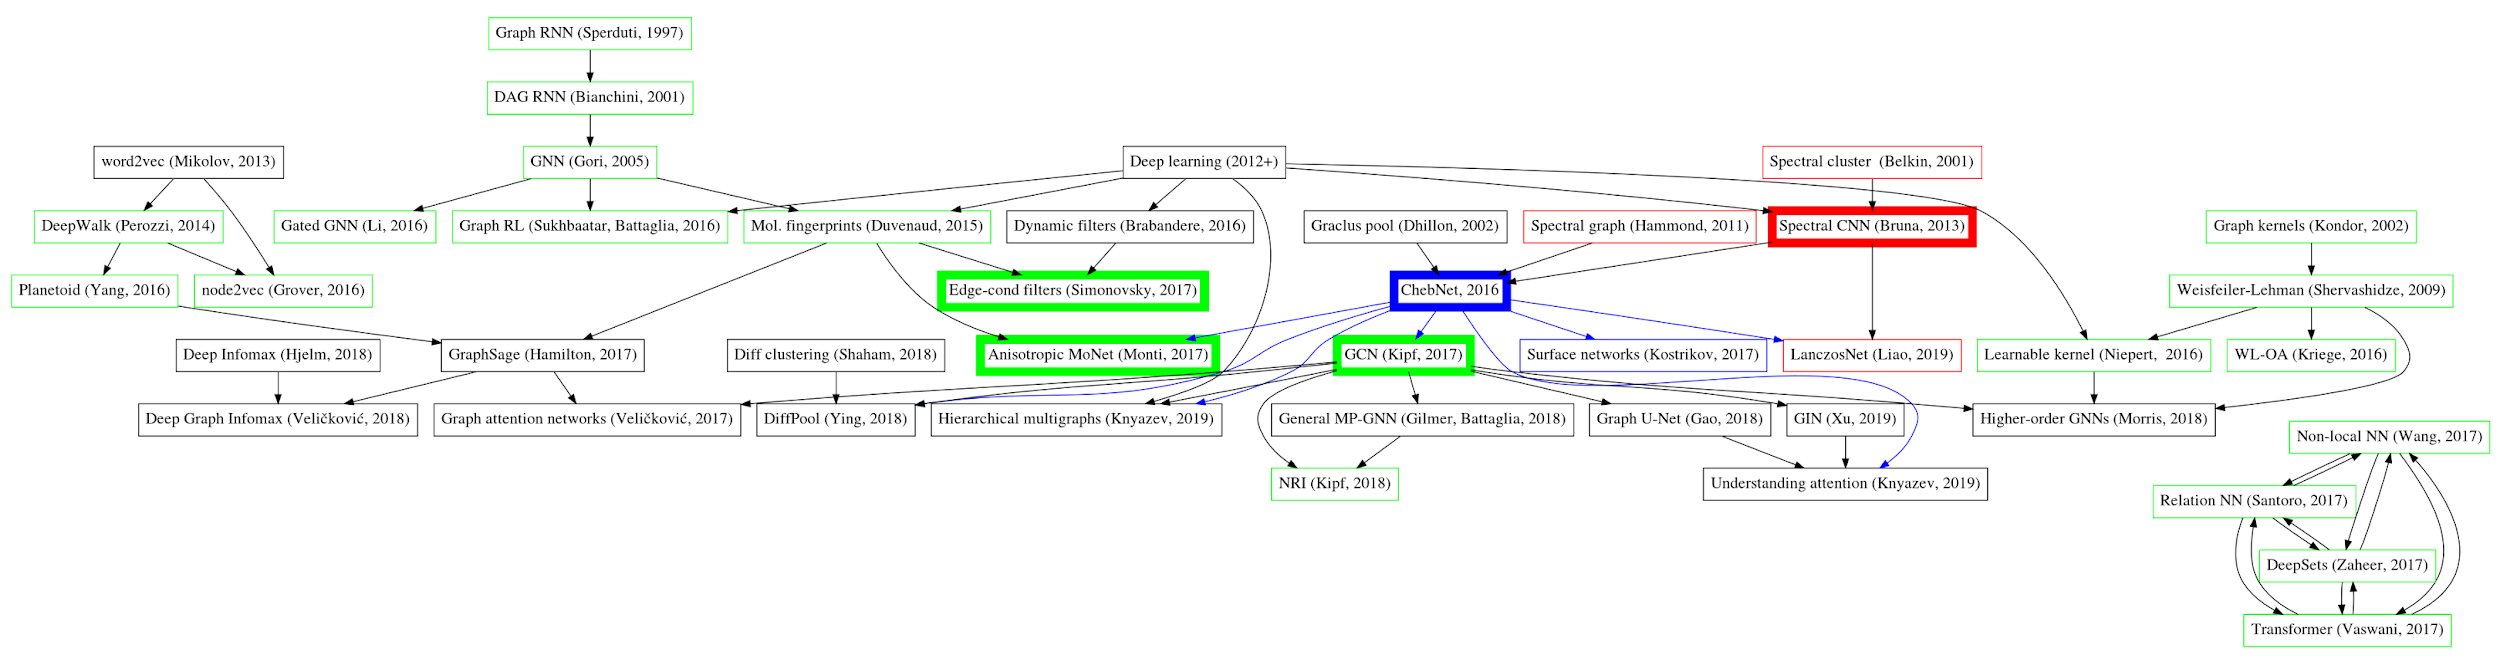 Graph RNN (Sperduti, 1997)
DAG RNN (Bianchini, 2001)
word2vec (Mikolov, 2013)
GNN (Gori, 2005)
Deep learning (2012+)
Spectral cluster  (Belkin, 2001)
DeepWalk (Perozzi, 2014)
Gated GNN (Li, 2016)
Graph RL (Sukhbaatar, Battaglia, 2016)
Mol. fingerprints (Duvenaud, 2015)
Dynamic filters (Brabandere, 2016)
Graclus pool (Dhillon, 2002)
Spectral graph (Hammond, 2011)
Spectral CNN (Bruna, 2013)
Graph kernels (Kondor, 2002)
Planetoid (Yang, 2016)
node2vec (Grover, 2016)
Edge-cond filters (Simonovsky, 2017)
ChebNet, 2016
Weisfeiler-Lehman (Shervashidze, 2009)
Deep Infomax (Hjelm, 2018)
GraphSage (Hamilton, 2017)
Diff clustering (Shaham, 2018)
Anisotropic MoNet (Monti, 2017)
GCN (Kipf, 2017)
Surface networks (Kostrikov, 2017)
LanczosNet (Liao, 2019)
Learnable kernel (Niepert,  2016)
WL-OA (Kriege, 2016)
Deep Graph Infomax (Veličković, 2018)
Graph attention networks (Veličković, 2017)
DiffPool (Ying, 2018)
Hierarchical multigraphs (Knyazev, 2019)
General MP-GNN (Gilmer, Battaglia, 2018)
Graph U-Net (Gao, 2018)
GIN (Xu, 2019)
Higher-order GNNs (Morris, 2018)
Non-local NN (Wang, 2017)
NRI (Kipf, 2018)
Understanding attention (Knyazev, 2019)
Relation NN (Santoro, 2017)
DeepSets (Zaheer, 2017)
Transformer (Vaswani, 2017)